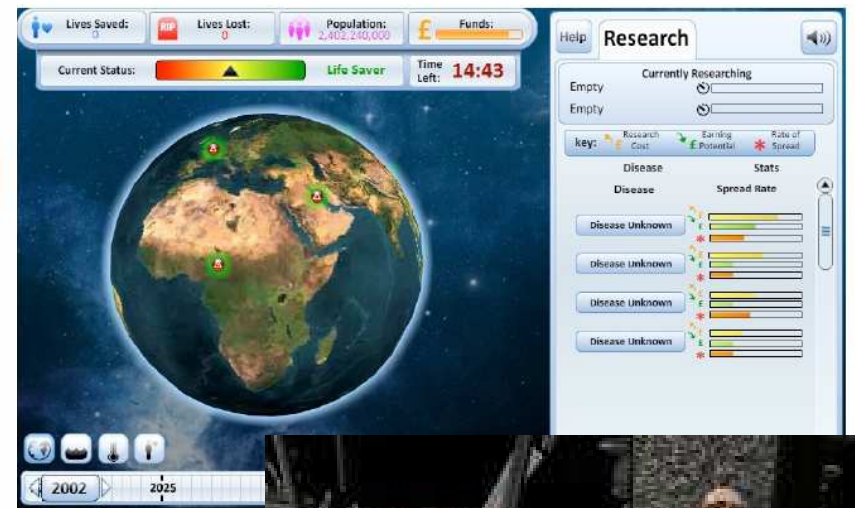 Lives Saved:
0
RIP
Lives Lost:
0
Population:
2,402,240,000
£
Funds:
Current Status:
Life Saver
Time
Left:
14:43
Help
Research
Currently Researching
Empty
Empty
key:
£
Research
Cost
£
Earning
Potential
Rate of
Spread
Disease
Stats
Disease
Spread Rate
Disease Unknown
Disease Unknown
Disease Unknown
Disease Unknown
2002
2025